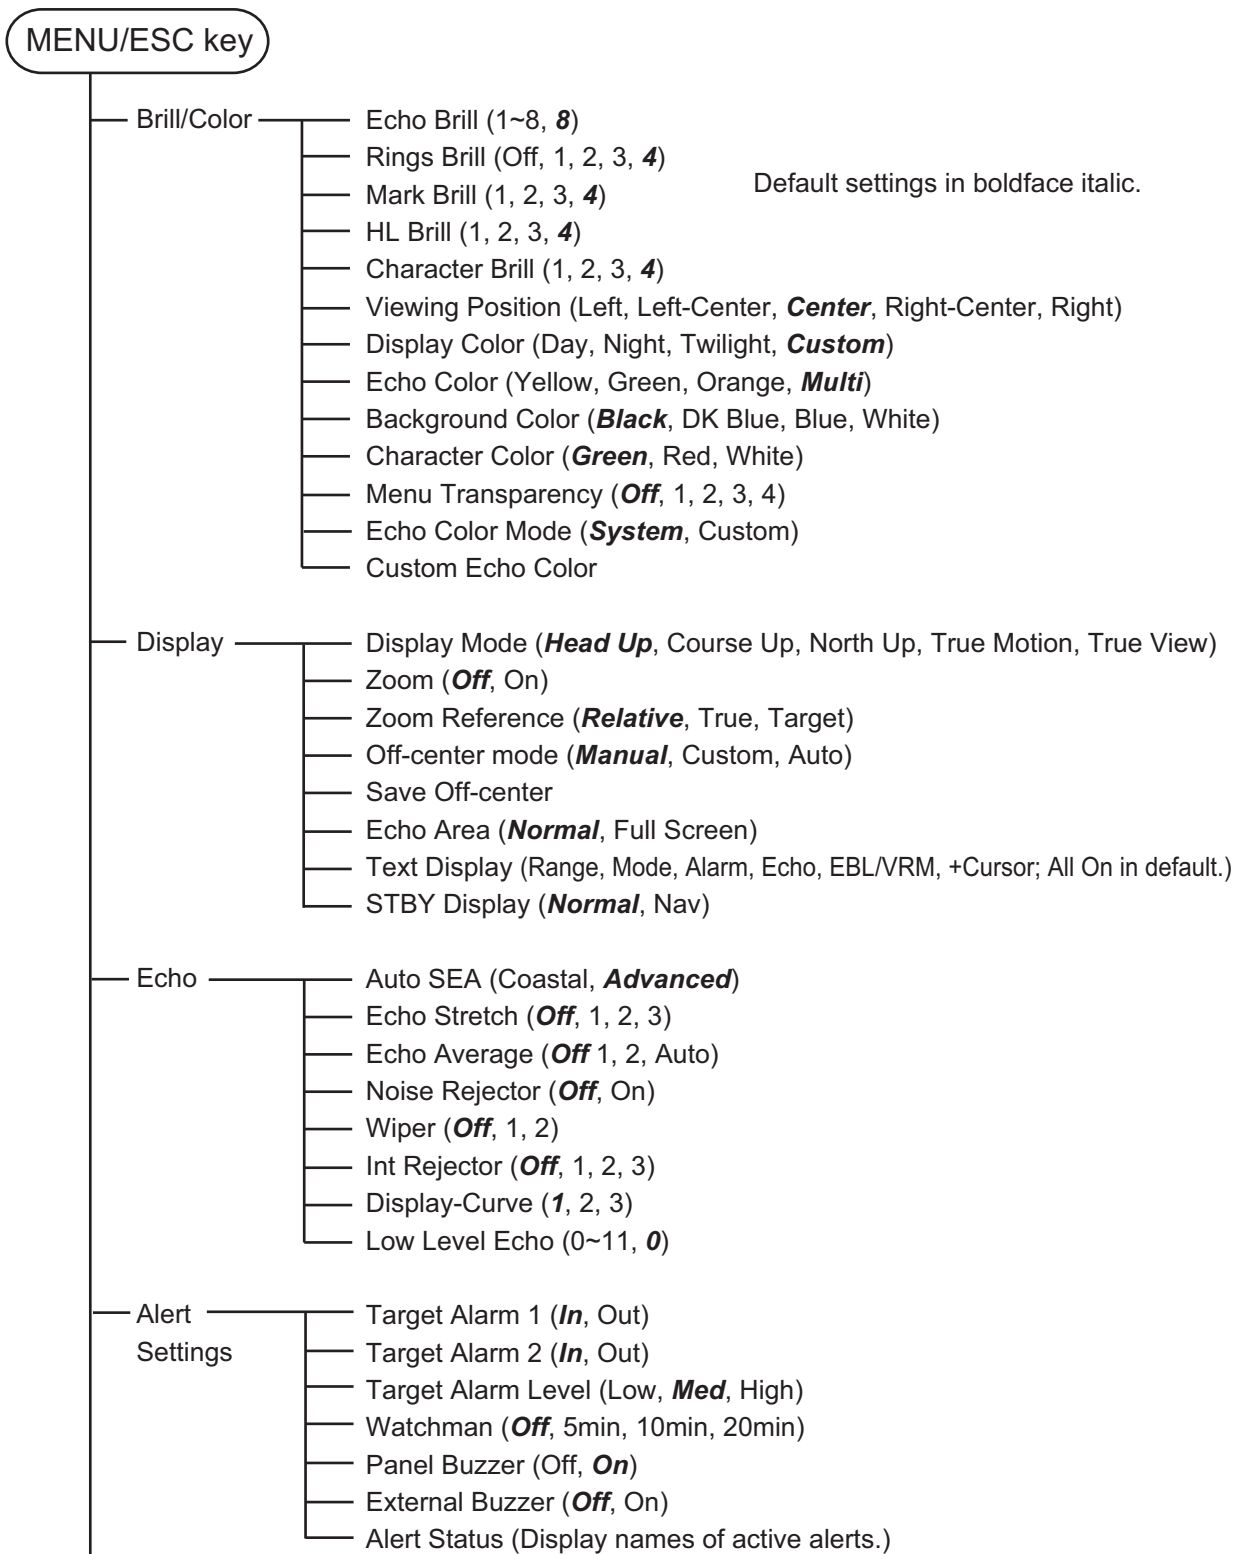 MENU/ESC key
Brill/Color
Echo Brill (1~8, 8)
Rings Brill (Off, 1, 2, 3, 4)
Default settings in boldface italic.
Mark Brill (1, 2, 3, 4)
HL Brill (1, 2, 3, 4)
Character Brill (1, 2, 3, 4)
Viewing Position (Left, Left-Center, Center, Right-Center, Right)
Display Color (Day, Night, Twilight, Custom)
Echo Color (Yellow, Green, Orange, Multi)
Background Color (Black, DK Blue, Blue, White)
Character Color (Green, Red, White)
Menu Transparency (Off, 1, 2, 3, 4)
Echo Color Mode (System, Custom)
Custom Echo Color
Display
Display Mode (Head Up, Course Up, North Up, True Motion, True View)
Zoom (Off, On)
Zoom Reference (Relative, True, Target)
Off-center mode (Manual, Custom, Auto)
Save Off-center
Echo Area (Normal, Full Screen)
Text Display (Range, Mode, Alarm, Echo, EBL/VRM, +Cursor; All On in default.)
STBY Display (Normal, Nav)
Echo
Auto SEA (Coastal, Advanced)
Echo Stretch (Off, 1, 2, 3)
Echo Average (Off 1, 2, Auto)
Noise Rejector (Off, On)
Wiper (Off, 1, 2)
Int Rejector (Off, 1, 2, 3)
Display-Curve (1, 2, 3)
Low Level Echo (0~11, 0)
Alert
Settings
Target Alarm 1 (In, Out)
Target Alarm 2 (In, Out)
Target Alarm Level (Low, Med, High)
Watchman (Off, 5min, 10min, 20min)
Panel Buzzer (Off, On)
External Buzzer (Off, On)
Alert Status (Display names of active alerts.)